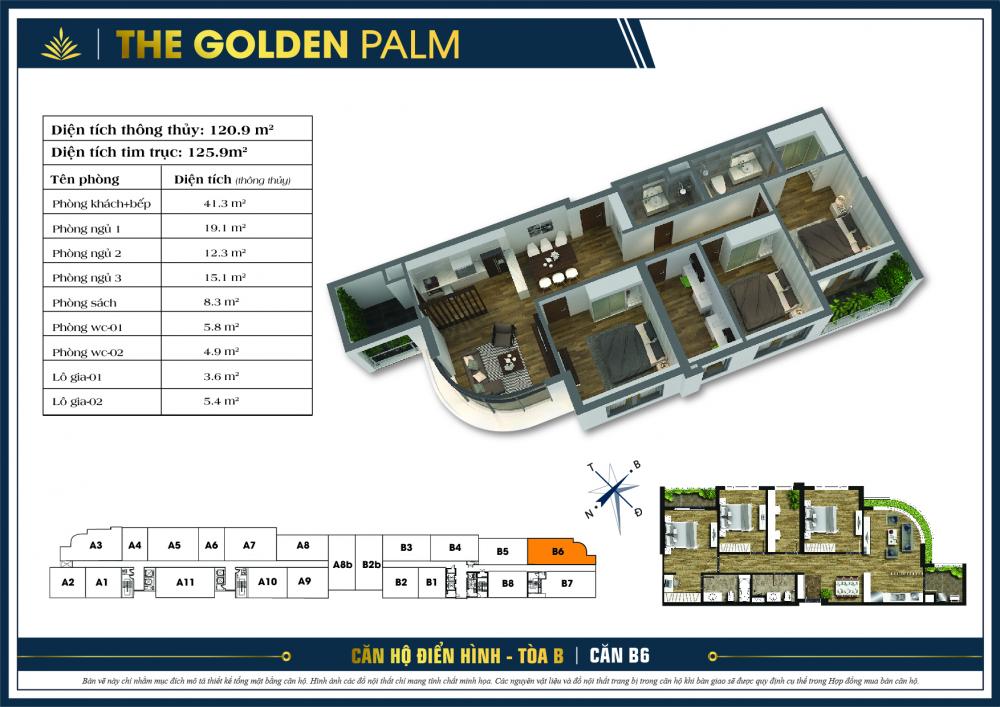 THE GOLDEN PALM
Diện tích thông thủy: 120.9 m²
Diện tích tim trục: 125.9m²
Tên phòng Diện tích (thông thủy)
Phòng khách+bếp 41.3 m²
Phòng ngủ 1 19.1 m²
Phòng ngủ 2 12.3 m²
Phòng ngủ 3 15.1 m²
Phòng sách 8.3 m²
Phòng wc-01 5.8 m²
Phòng wc-02 4.9 m²
Lô gia-01 3.6 m²
Lô gia-02 5.4 m²
T B
N Đ
A3 A4 A5 A6 A7 A8 A8b B2b B3 B4 B5 B6
A2 A1 A11 A10 A9 B2 B1 B8 B7
CĂN HỘ ĐIỂN HÌNH - TÒA B | CĂN B6
Bản vẽ này chỉ nhằm mục đích mô tả thiết kế tổng mặt bằng căn hộ. Hình ảnh các đồ nội thất chỉ mang tính chất minh họa. Các nguyên vật liệu và đồ nội thất trang bị trong căn hộ khi bàn giao sẽ được quy định cụ thể trong Hợp đồng mua bán căn hộ.